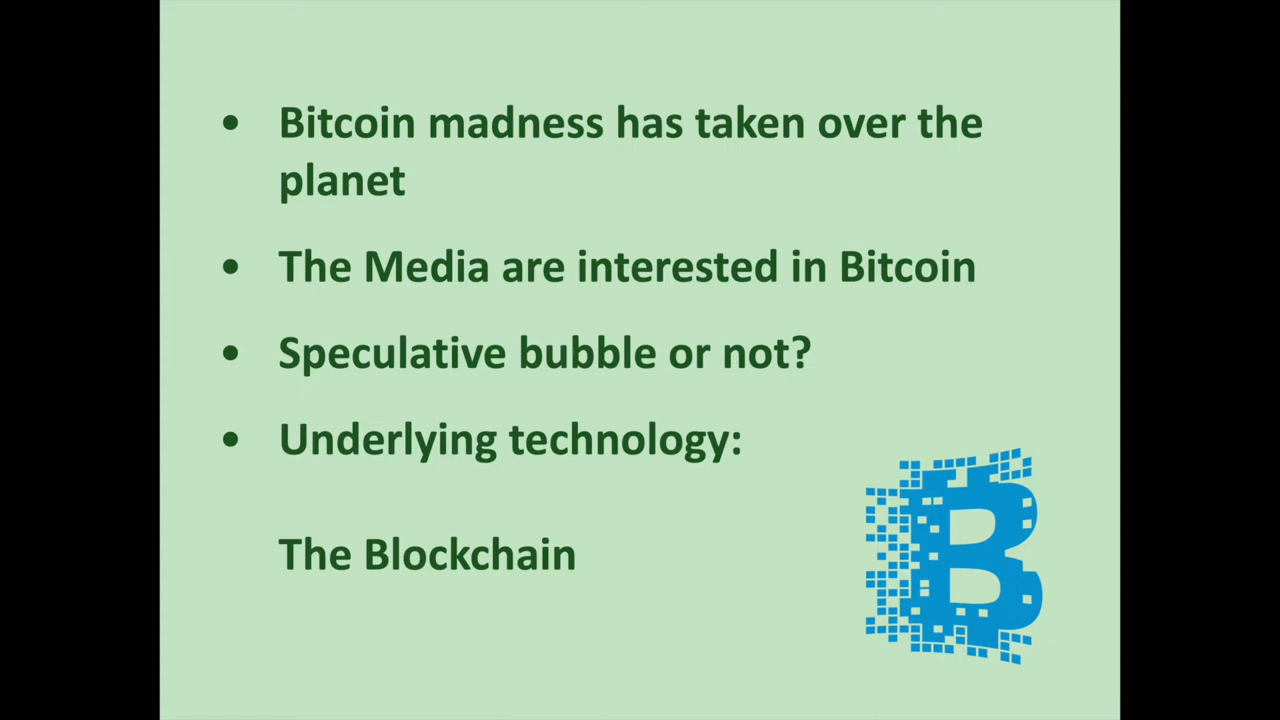 • Bitcoin madness has taken over the
planet
• The Media are interested in Bitcoin
• Speculative bubble or not?
• Underlying technology:
The Blockchain
B